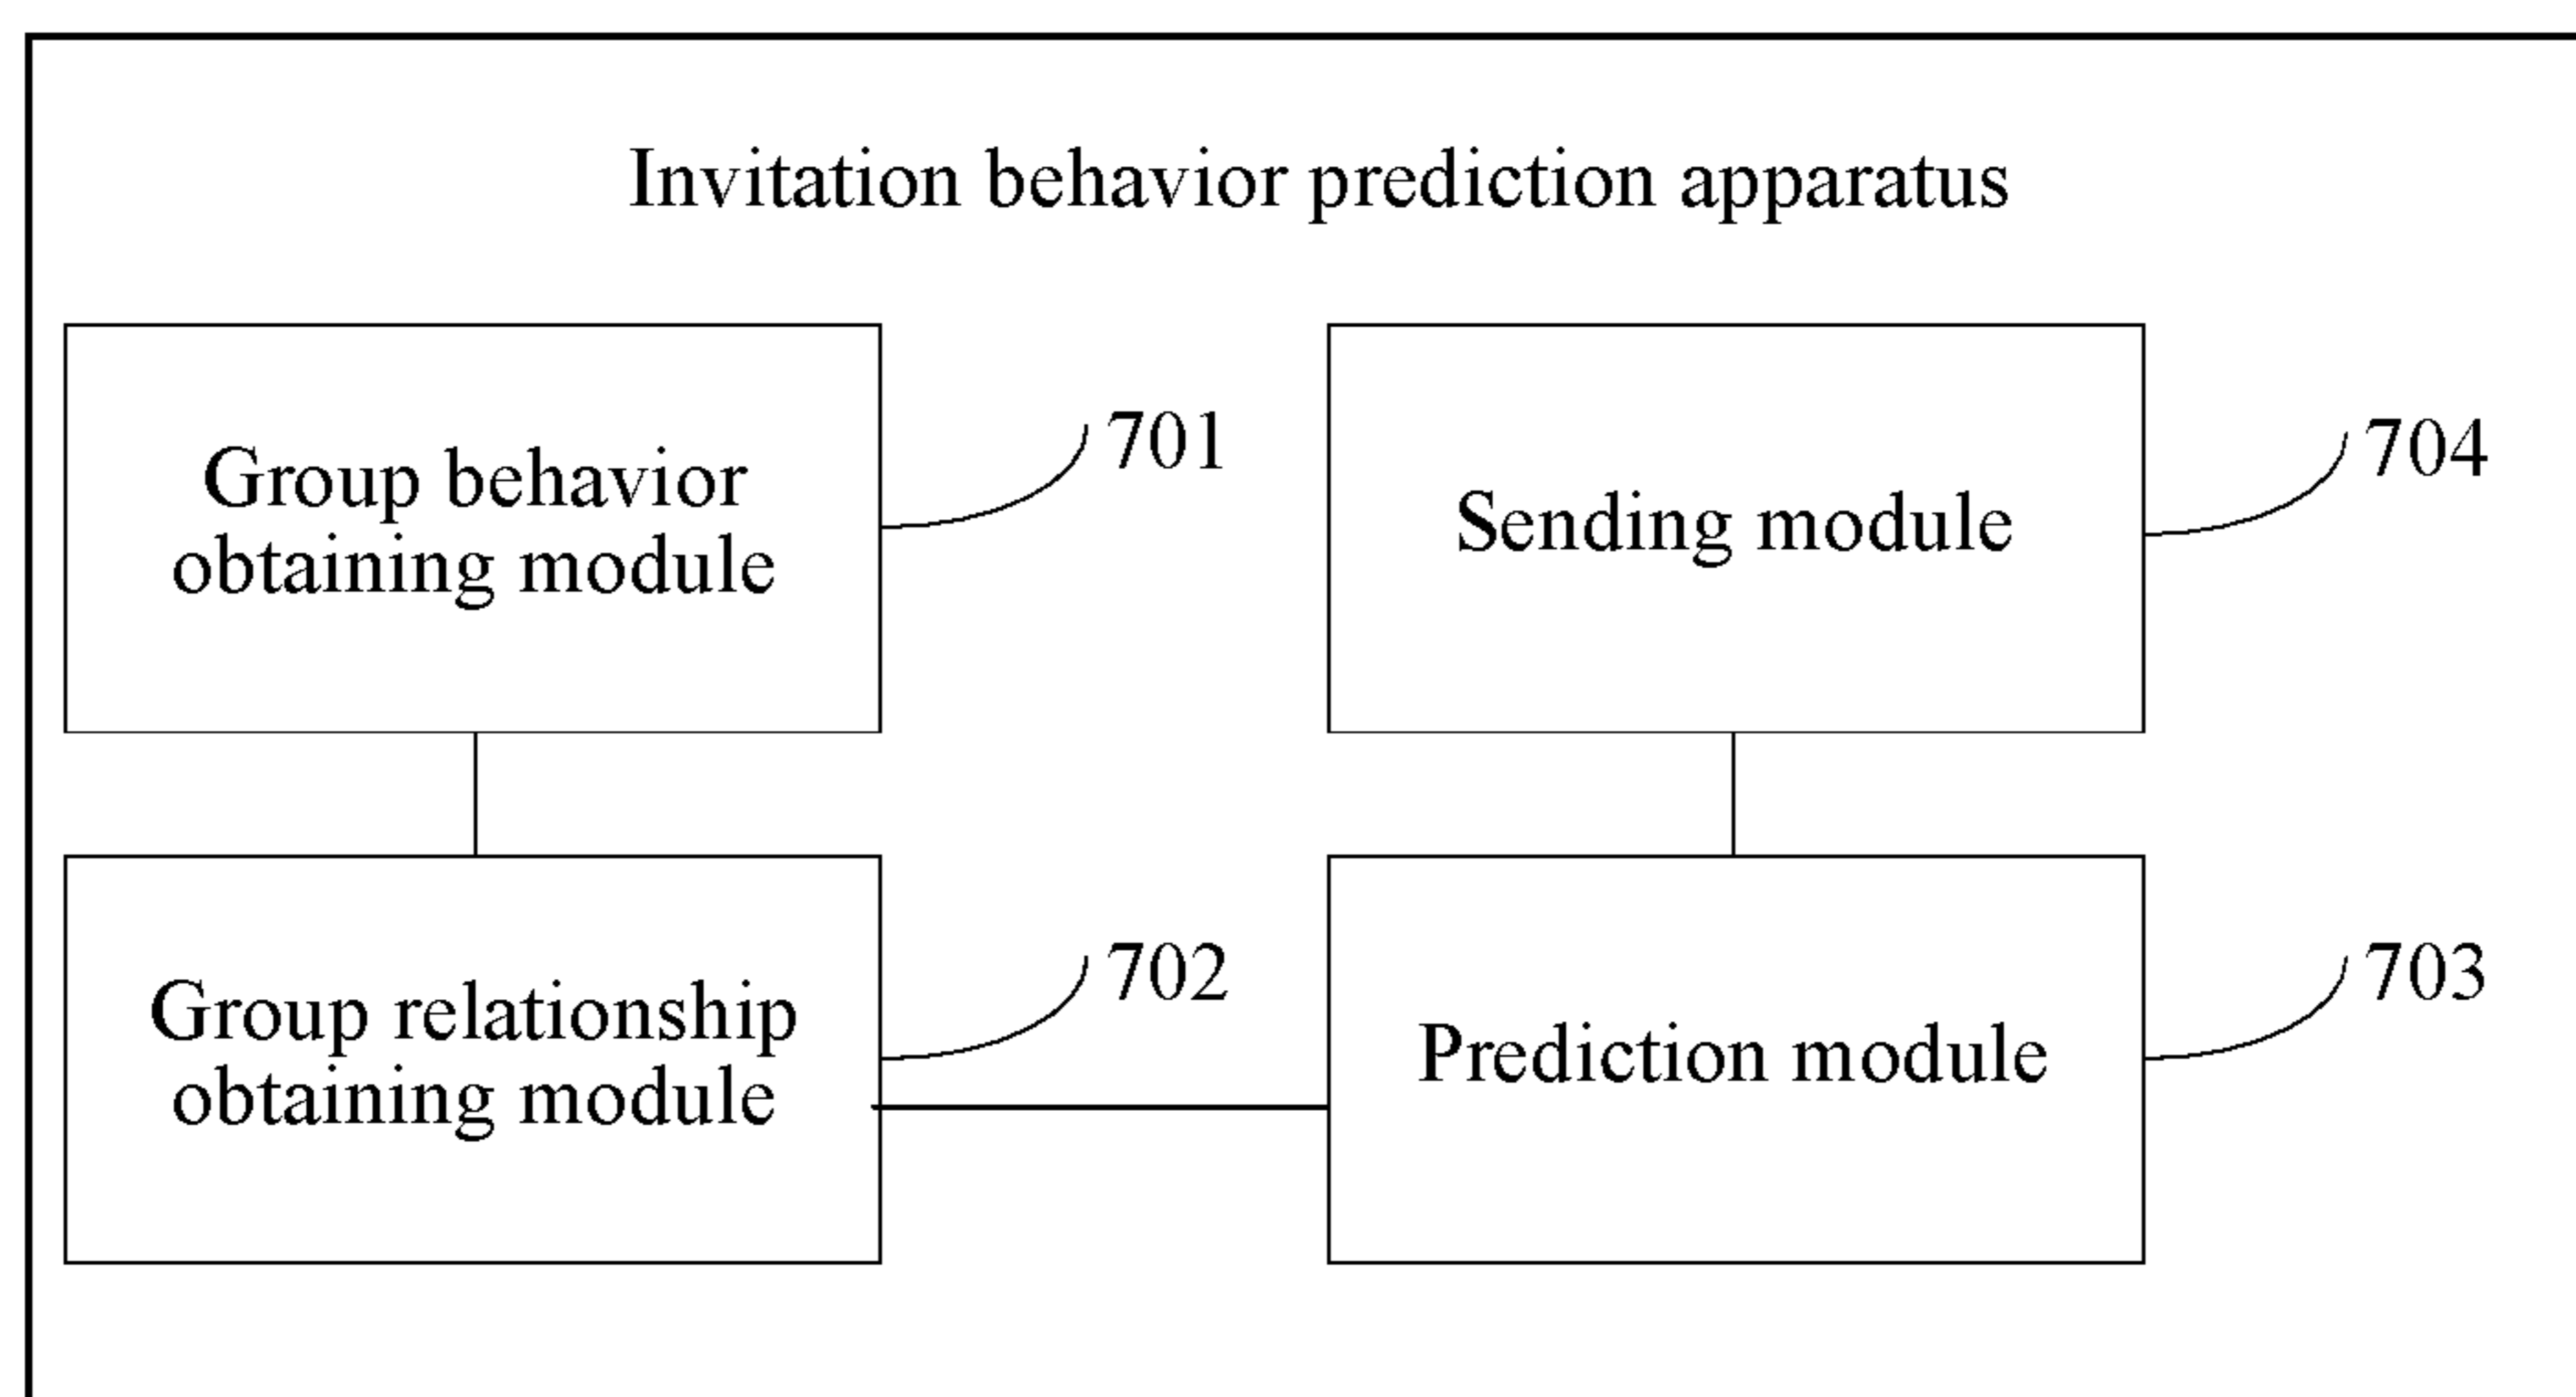 Invitation behavior prediction apparatus
Group behavior
obtaining module
701
Sending module
704
Group relationship
obtaining module
702
Prediction module
703